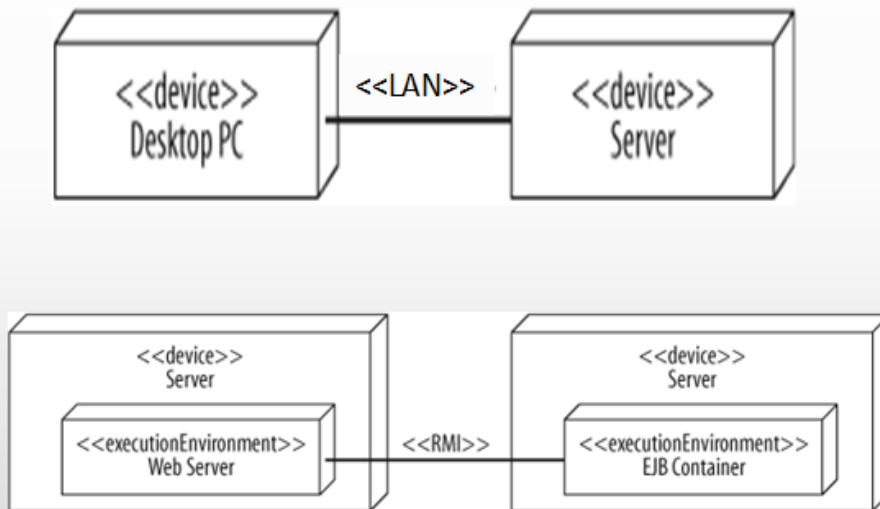 <<device>>
Desktop PC
<<LAN>>
<<device>>
Server
<<device>>
Server
<<executionEnvironment>>
Web Server
<<RMI>>
<<device>>
Server
<<executionEnvironment>>
EJB Container